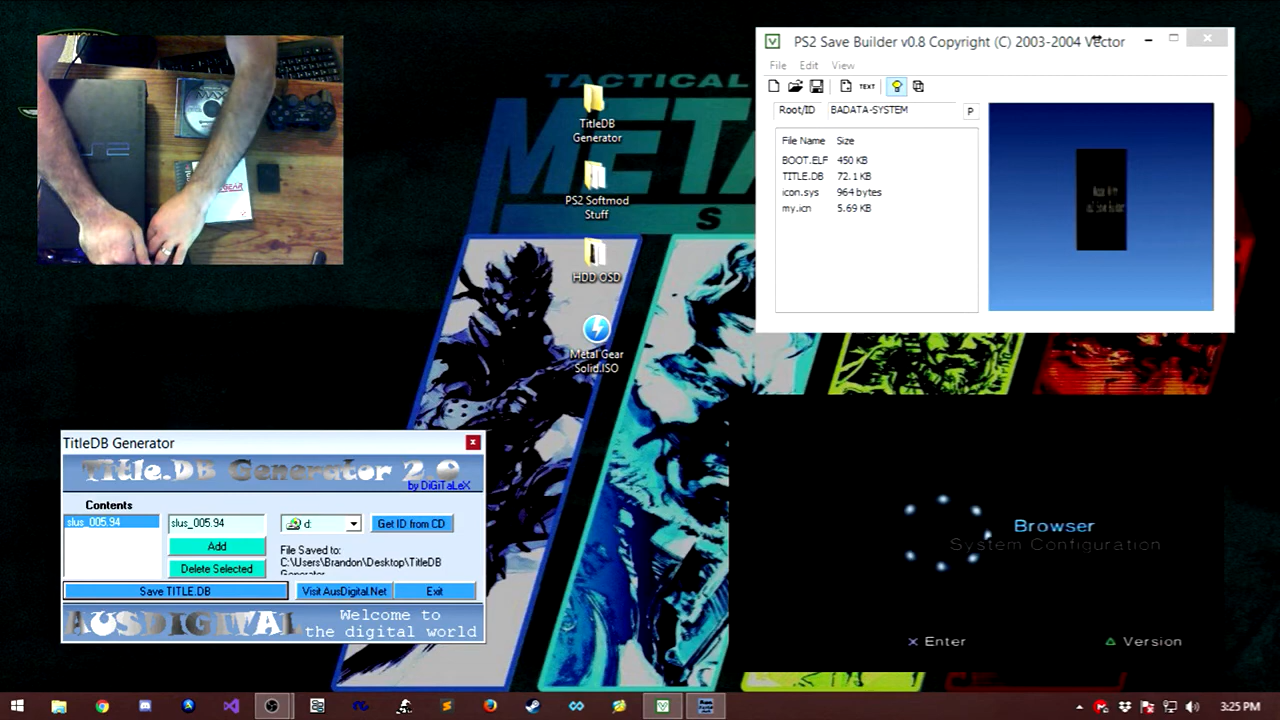 TACTICAL
META
S
PS2
MAX
GEAR
TitleDB
Generator
PS2 Softmod
Stuff
HDD OSD
Metal Gear
Solid.ISO
PS2 Save Builder v0.8 Copyright (C) 2003-2004 Vector
File Edit View
TEXT
Root/ID BADATA-SYSTEM P
File Name Size
BOOT.ELF 450 KB
TITLE.DB 72.1 KB
icon.sys 964 bytes
my.icn 5.69 KB
TitleDB Generator
Title.DB Generator 2.0
by DiGiTaLeX
Contents
slus_005.94 slus_005.94 d: Get ID from CD
Add
File Saved to:
C:\Users\Brandon\Desktop\TitleDB
Delete Selected
Save TITLE.DB Visit AusDigital.Net Exit
AUSDIGITAL
Welcome to
the digital world
Browser
System Configuration
Enter Version
3:25 PM